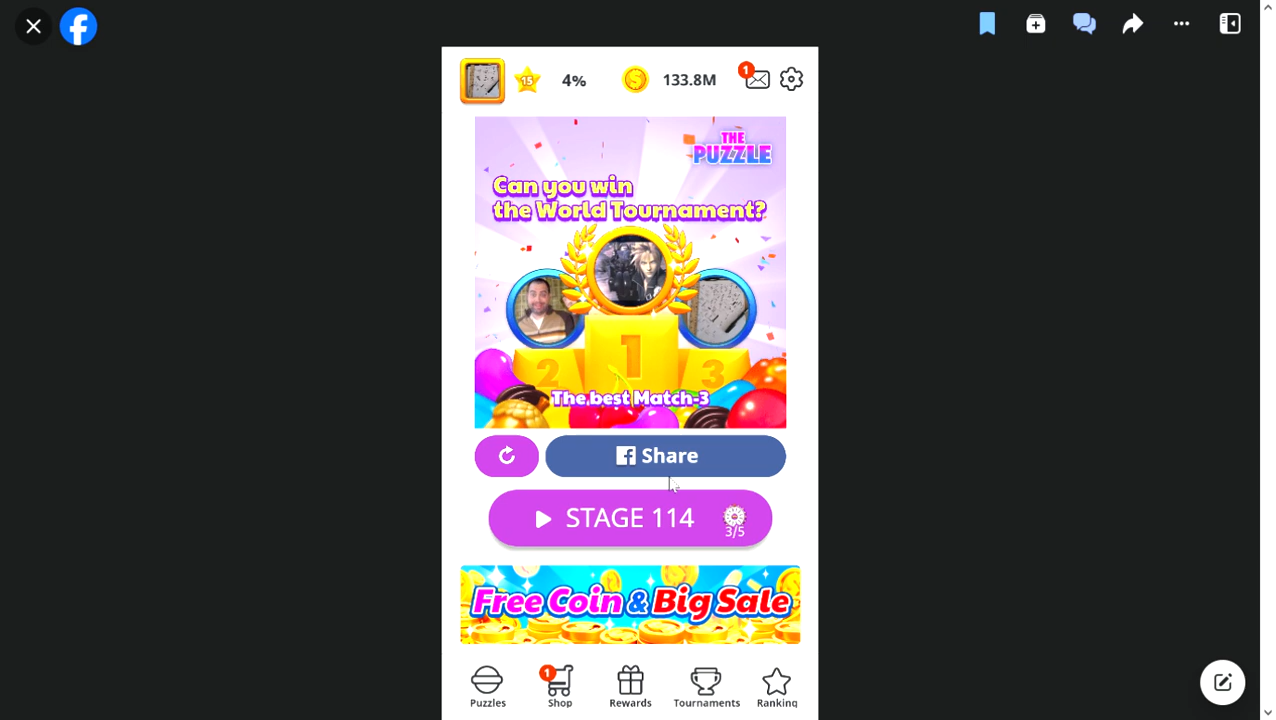 15
4%
133.8M
1
THE
PUZZLE
Can you win
the World Tournament?
1
2
3
The best Match-3
Share
STAGE 114
3/5
Free Coin & Big Sale
1
Puzzles
Shop
Rewards
Tournaments
Ranking